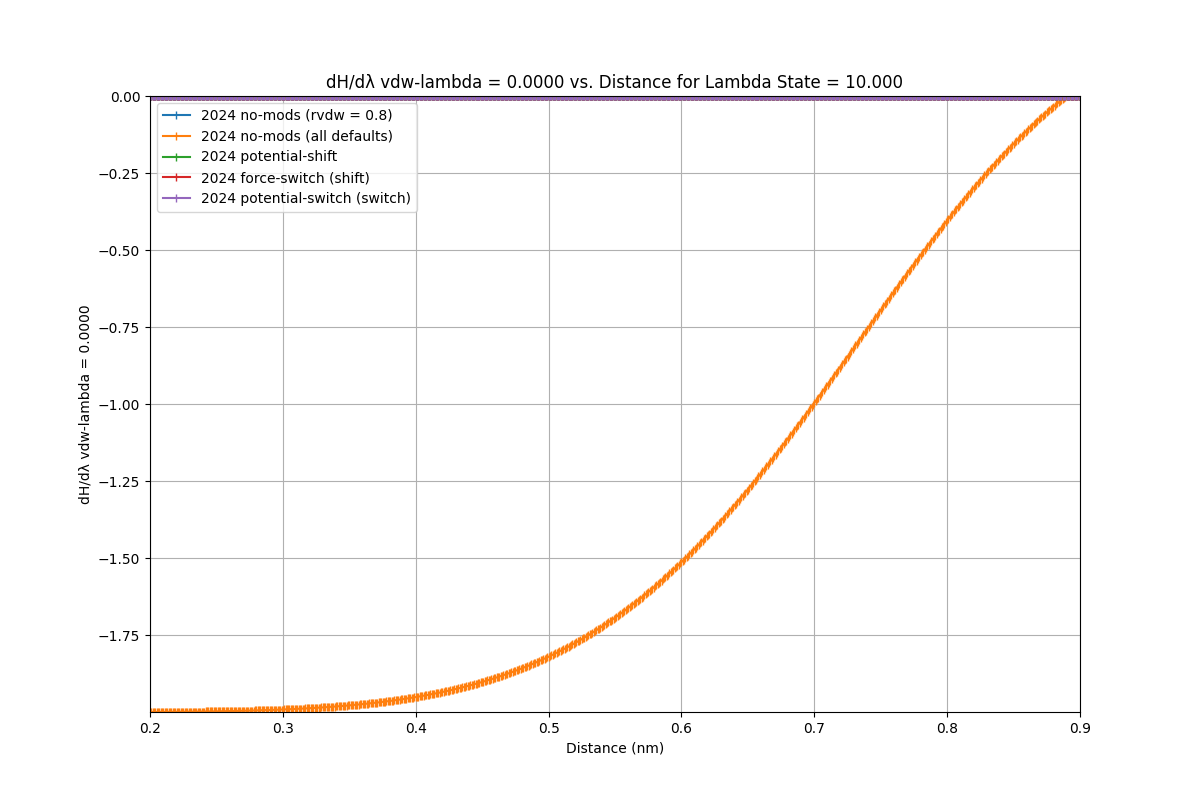 dH/dλ vdw-lambda = 0.0000 vs. Distance for Lambda State = 10.000
0.00
−0.25
−0.50
−0.75
−1.00
−1.25
−1.50
−1.75
dH/dλ vdw-lambda = 0.0000
2024 no-mods (rvdw = 0.8)
2024 no-mods (all defaults)
2024 potential-shift
2024 force-switch (shift)
2024 potential-switch (switch)
0.2 0.3 0.4 0.5 0.6 0.7 0.8 0.9
Distance (nm)